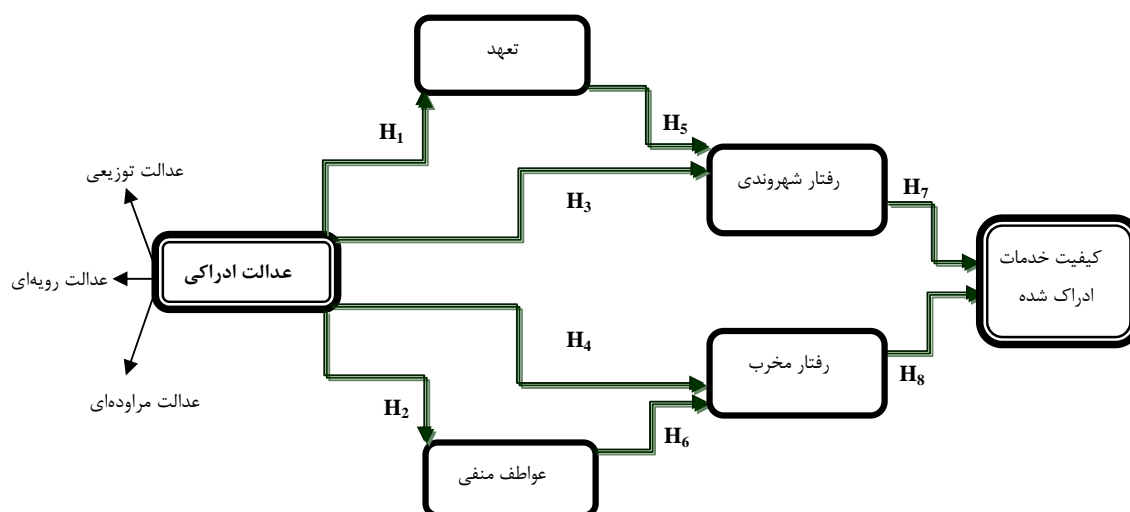 تعهد
H1
H5
عدالت توزیعی
رفتار شهروندی
H7
H3
عدالت ادراکی
عدالت رویه‌ای
کیفیت خدمات
ادراک شده
H4
رفتار مخرب
H8
عدالت مراوده‌ای
H2
H6
عواطف منفی